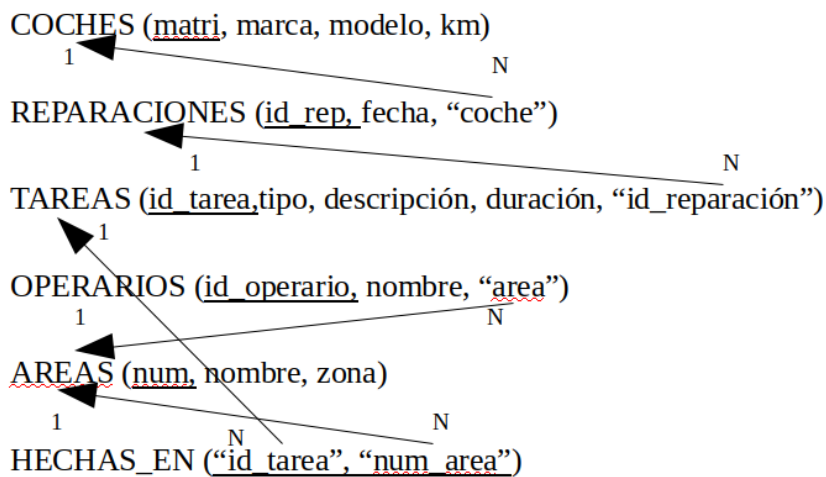 COCHES (matri, marca, modelo, km)
1
N
REPARACIONES (id_rep, fecha, “coche”)
1
N
TAREAS (id_tarea,tipo, descripción, duración, “id_reparación”)
1
OPERARIOS (id_operario, nombre, “area”)
1
N
AREAS (num, nombre, zona)
1
N
N
HECHAS_EN (“id_tarea”, “num_area”)